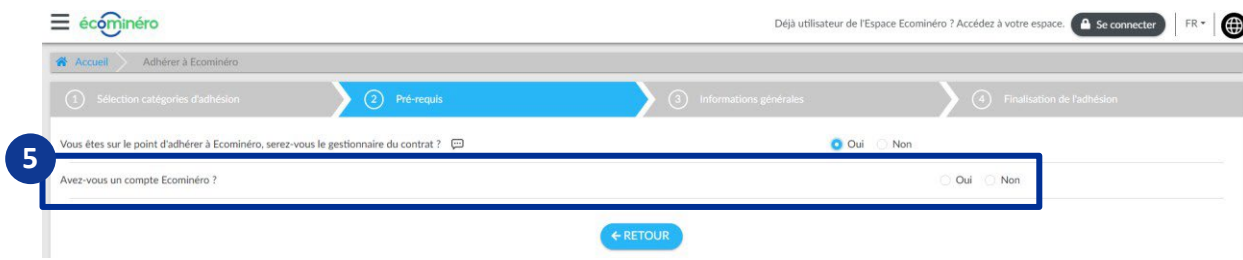 écominéro
Déjà utilisateur de l'Espace Ecominéro ? Accédez à votre espace. Se connecter FR
Accueil Adhérer à Ecominéro
1 Sélection catégories d'adhésion 2 Pré-requis 3 Informations générales 4 Finalisation de l'adhésion
Vous êtes sur le point d'adhérer à Ecominéro, serez-vous le gestionnaire du contrat ? Oui Non
5
Avez-vous un compte Ecominéro ? Oui Non
← RETOUR